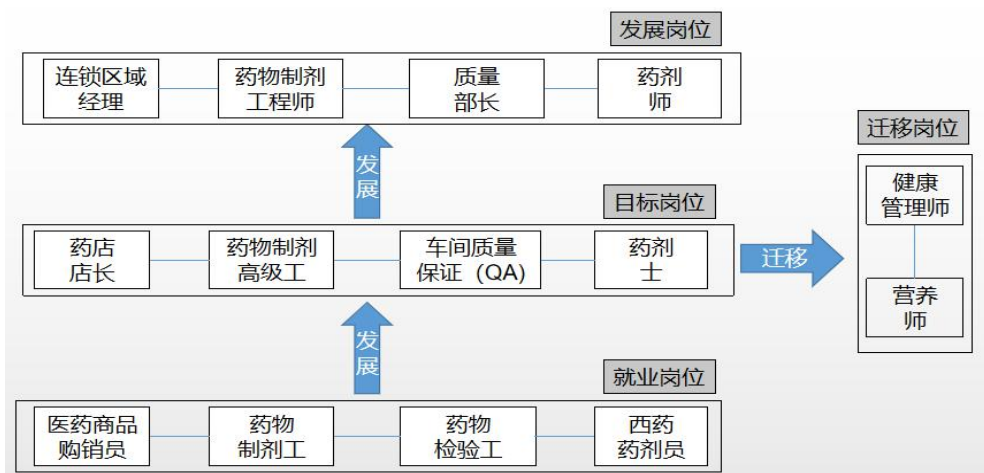 发展岗位
连锁区域
经理
药物制剂
工程师
质量
部长
药剂
师
发
展
迁移岗位
健康
管理师
营养
师
目标岗位
药店
店长
药物制剂
高级工
车间质量
保证（QA)
药剂
士
迁移
发
展
就业岗位
医药商品
购销员
药物
制剂工
药物
检验工
西药
药剂员